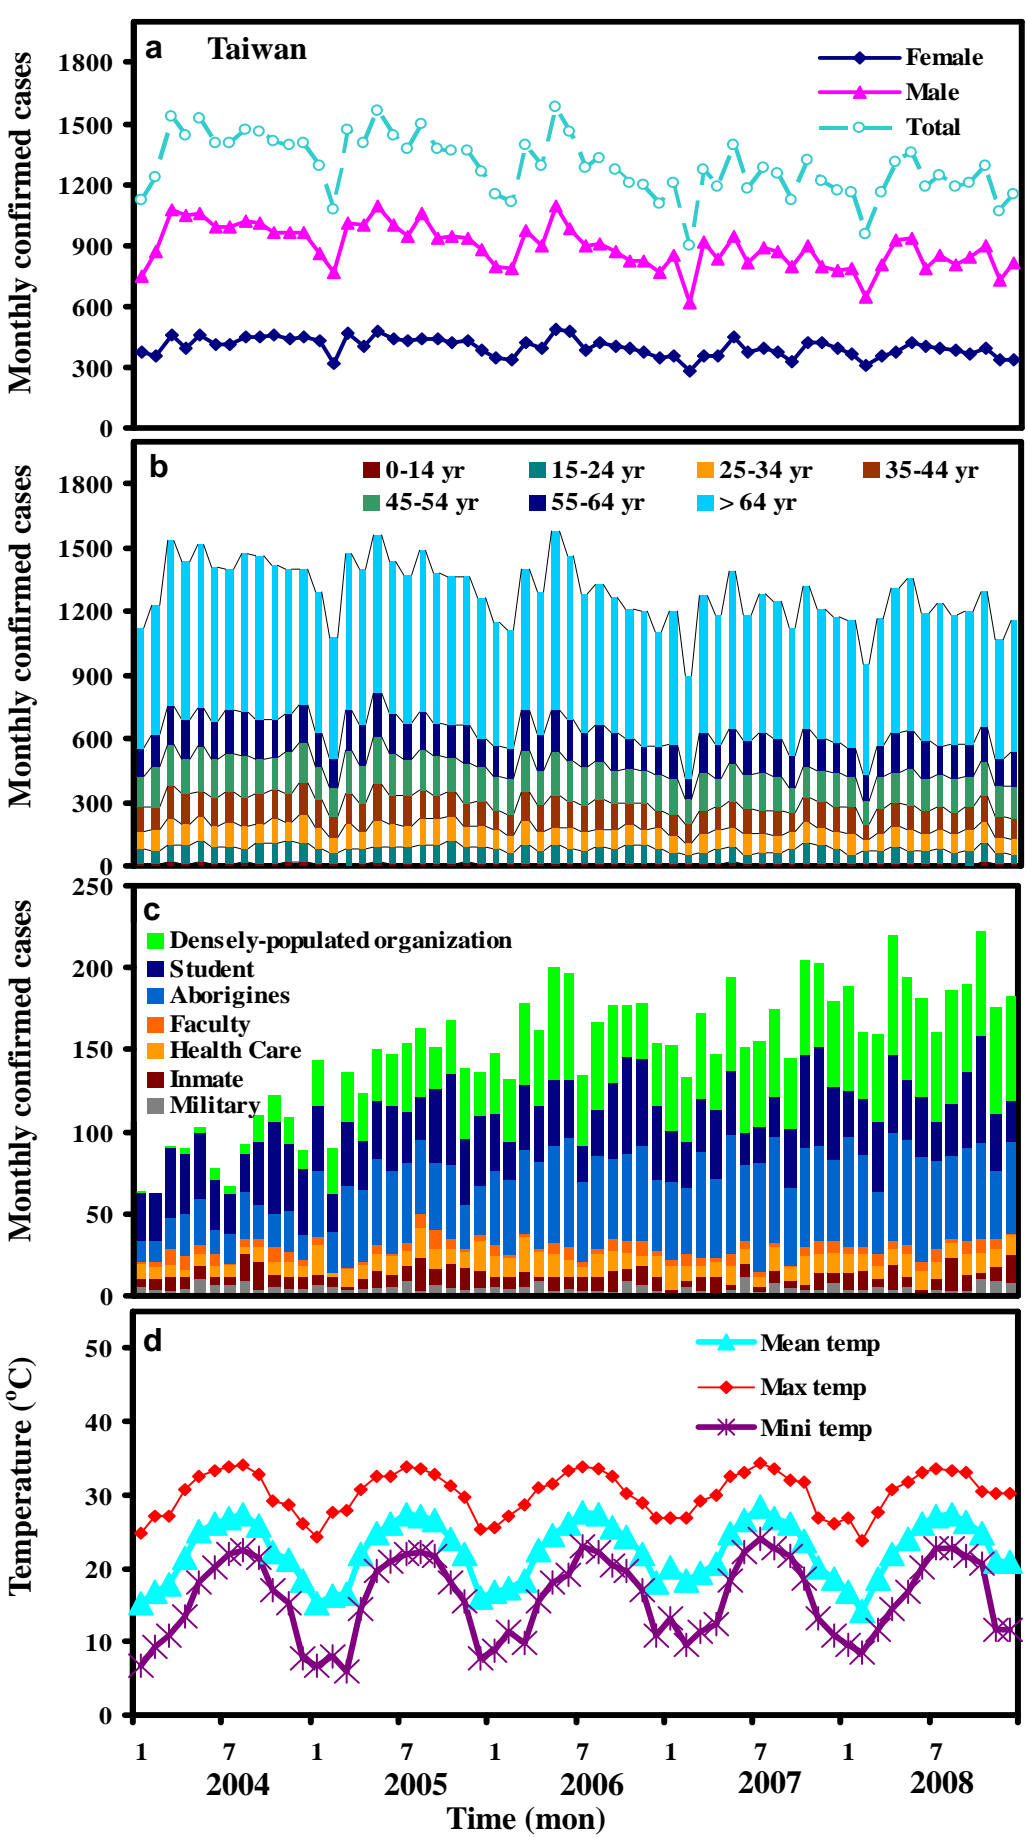 a Taiwan
Female
Male
Total
Monthly confirmed cases
1800
1500
1200
900
600
300
0
b
0-14 yr 15-24 yr 25-34 yr 35-44 yr
45-54 yr 55-64 yr > 64 yr
Monthly confirmed cases
1800
1500
1200
900
600
300
0
c
Densely-populated organization
Student
Aborigines
Faculty
Health Care
Inmate
Military
Monthly confirmed cases
250
200
150
100
50
0
d
Mean temp
Max temp
Mini temp
Temperature (°C)
50
40
30
20
10
0
1 7 1 7 1 7 1 7 1 7
2004 2005 2006 2007 2008
Time (mon)